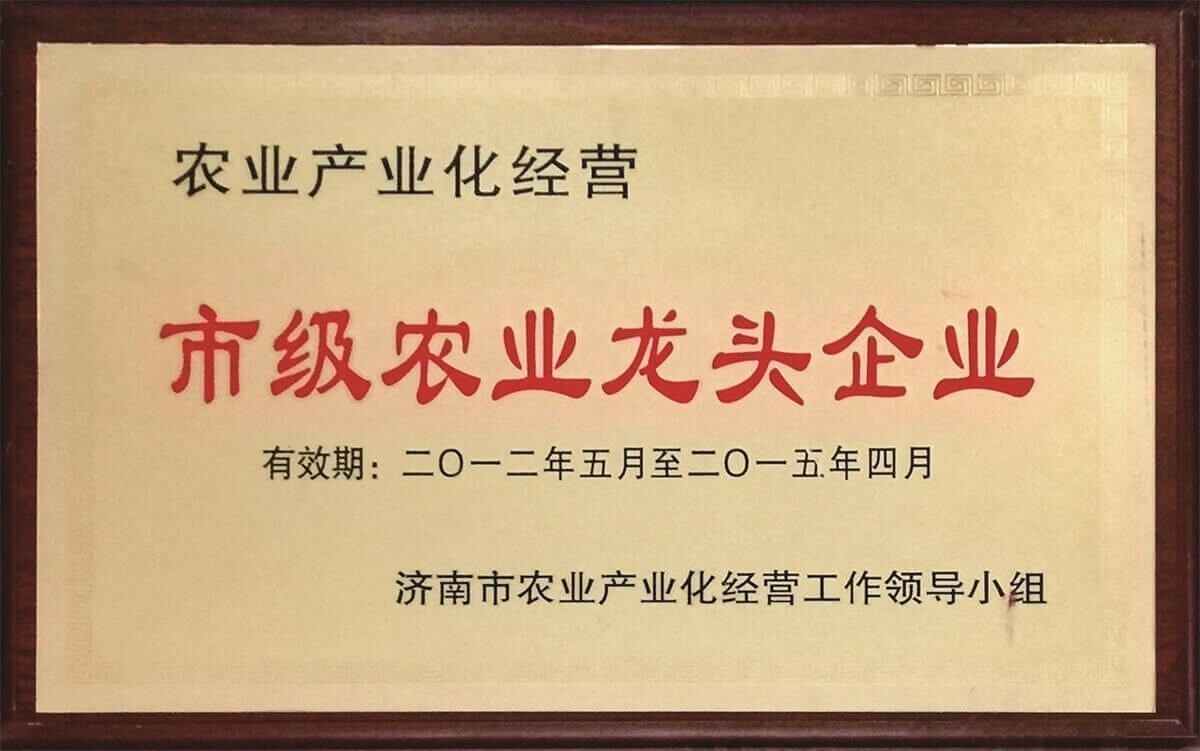 农业产业化经营
市级农业龙头企业
有效期：二〇一二年五月至二〇一五年四月
济南市农业产业化经营工作领导小组